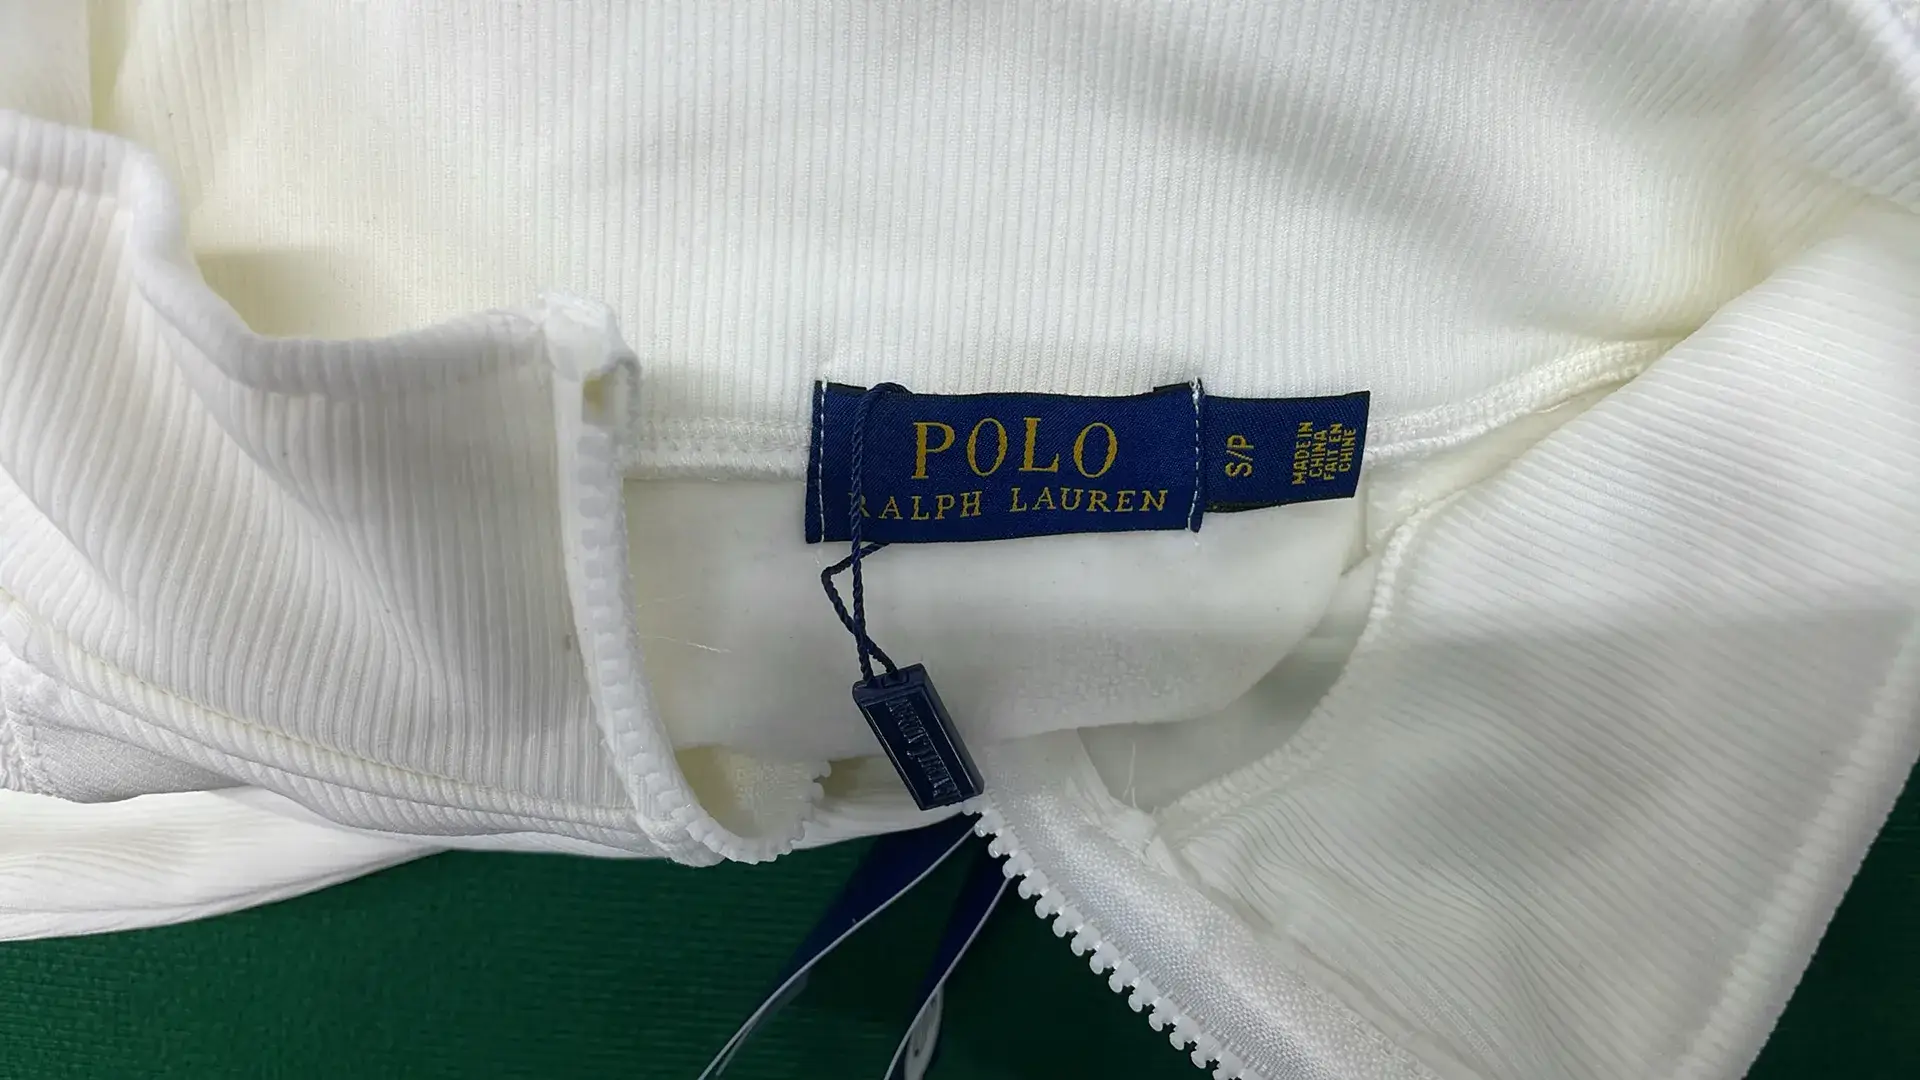 POLO
RALPH LAUREN
S/P
MADE IN
CHINA
FAIT EN
CHINE